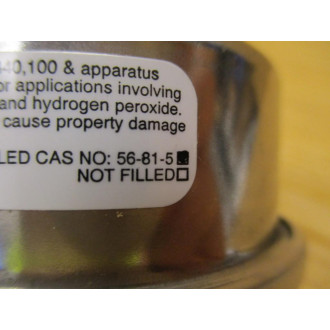 40,100 & apparatus
or applications involving
and hydrogen peroxide.
cause property damage
LED CAS NO: 56-81-5
NOT FILLED